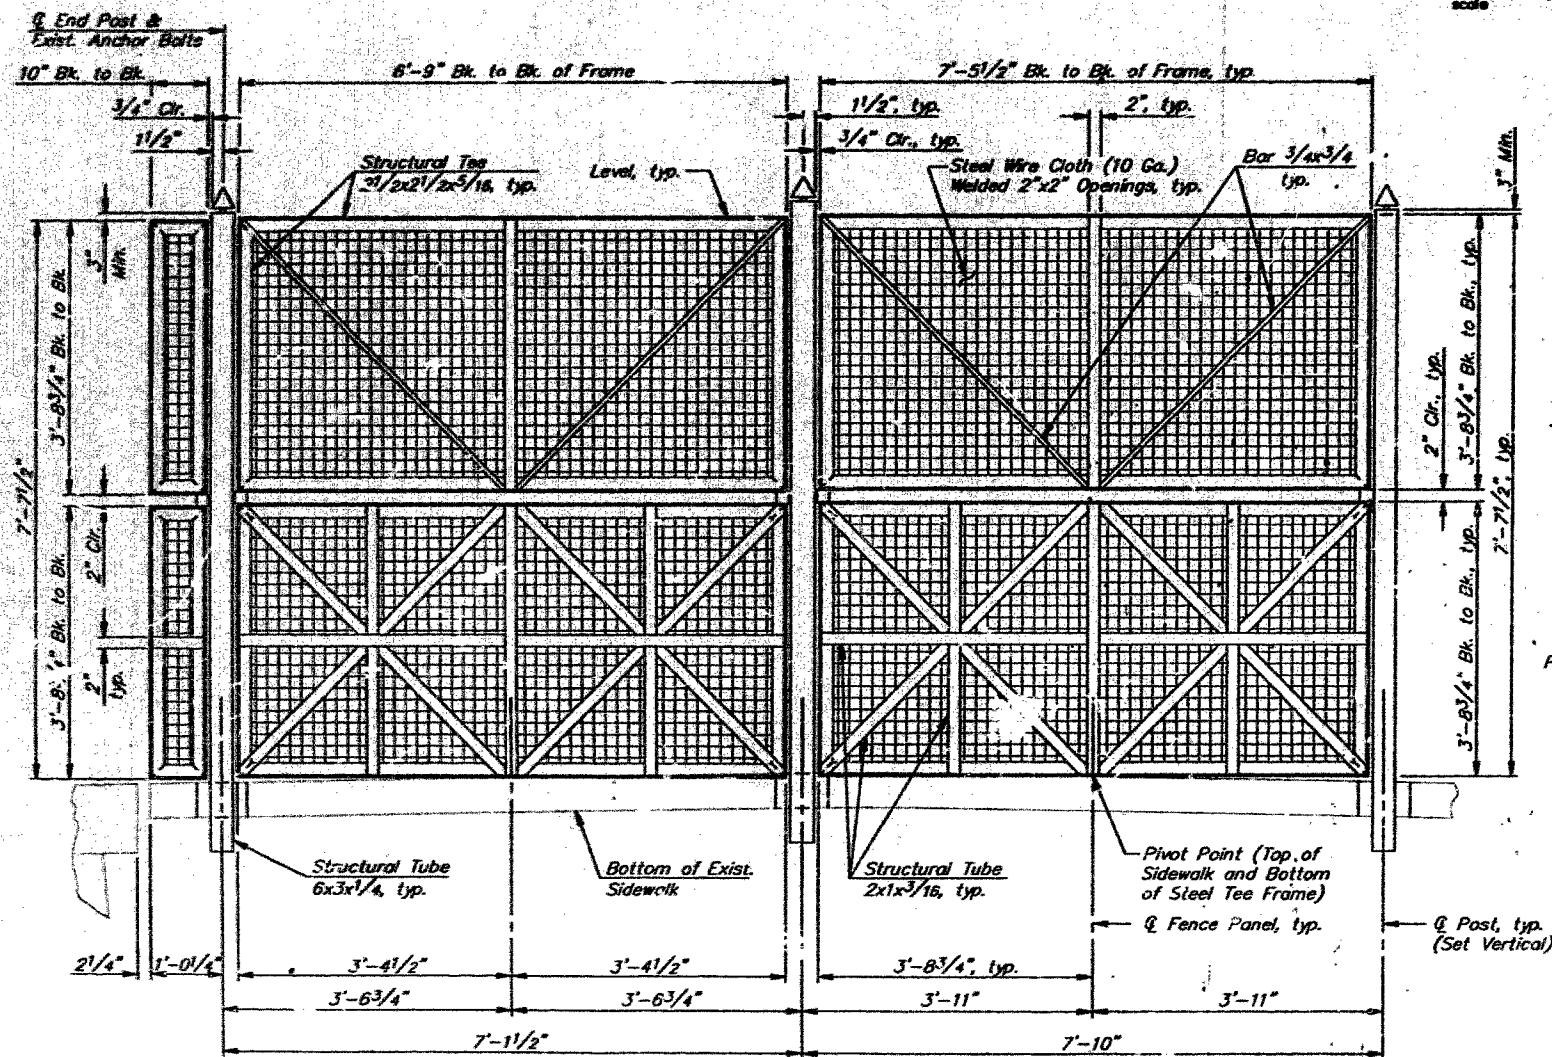 scale
℄ End Post &
Exist. Anchor Bolts
10" Bk. to Bk.
6'-9" Bk. to Bk. of Frame
7'-5 1/2" Bk. to Bk. of Frame, typ.
3/4" Clr.
1 1/2"
1 1/2", typ.
2", typ.
3/4" Clr., typ.
Structural Tee
2 1/2x5/16, typ.
Level, typ.
Steel Wire Cloth (10 Ga.)
Welded 2"x2" Openings, typ.
Bar 3/4x3/4
typ.
3" Min.
3"
Min.
3'-8 3/4" Bk. to Bk.
7'-7 1/2"
2" Clr.
2"
typ.
3'-8 3/4" Bk. to Bk.
2" Clr., typ.
3'-8 3/4" Bk. to Bk., typ.
7'-7 1/2", typ.
3'-8 3/4" Bk. to Bk., typ.
Structural Tube
6x3x1/4, typ.
Bottom of Exist.
Sidewalk
Structural Tube
2x1x3/16, typ.
Pivot Point (Top of
Sidewalk and Bottom
of Steel Tee Frame)
℄ Fence Panel, typ.
℄ Post, typ.
(Set Vertical)
2 1/4"
1'-0 1/4"
3'-4 1/2"
3'-4 1/2"
3'-8 3/4", typ.
3'-6 3/4"
3'-6 3/4"
3'-11"
3'-11"
7'-1 1/2"
7'-10"